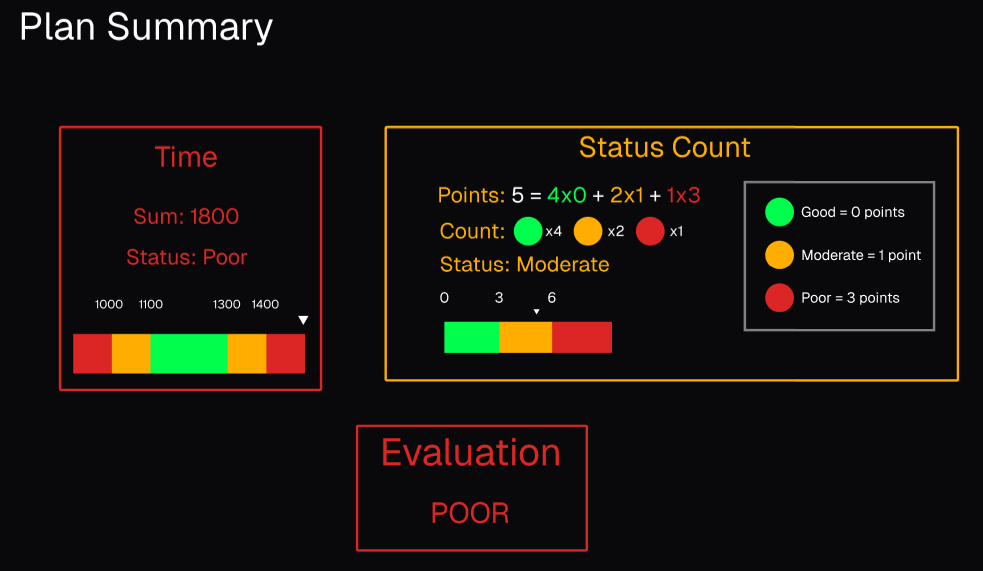 Plan Summary
Time
Sum: 1800
Status: Poor
1000 1100 1300 1400
Status Count
Points: 5 = 4x0 + 2x1 + 1x3
Count: x4 x2 x1
Status: Moderate
0 3 6
Good = 0 points
Moderate = 1 point
Poor = 3 points
Evaluation
POOR